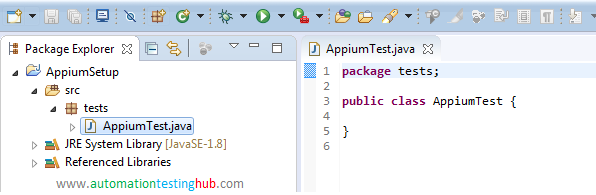 Package Explorer
AppiumSetup
src
tests
AppiumTest.java
JRE System Library [JavaSE-1.8]
Referenced Libraries
www.automationtestinghub.com
AppiumTest.java
1 package tests;
2
3 public class AppiumTest {
4
5 }
6